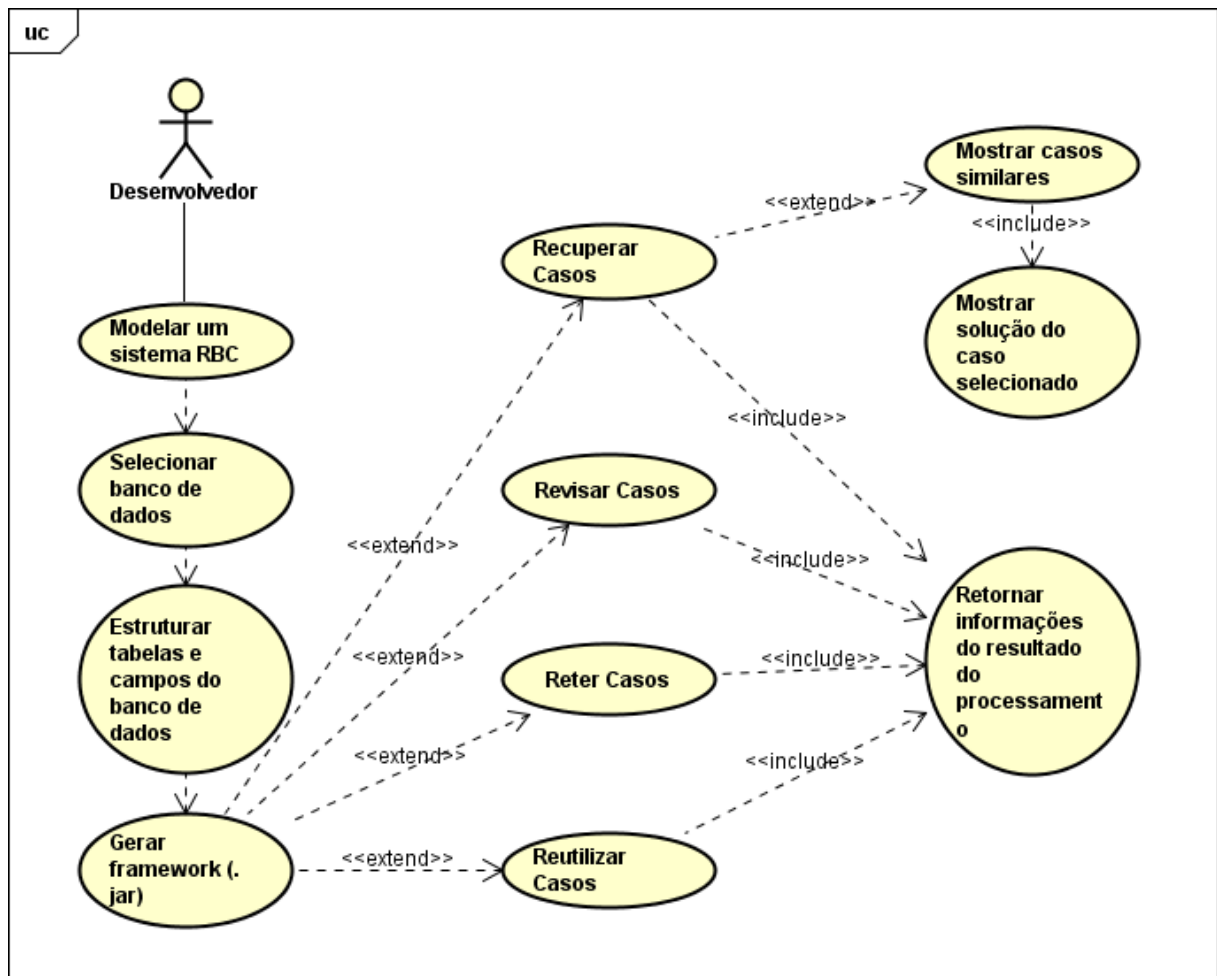 uc
Desenvolvedor
Modelar um
sistema RBC
Selecionar
banco de
dados
Estruturar
tabelas e
campos do
banco de
dados
Gerar
framework (.
jar)
<<extend>>
<<extend>>
<<extend>>
<<extend>>
Recuperar
Casos
Revisar Casos
Reter Casos
Reutilizar
Casos
<<extend>>
<<include>>
<<include>>
<<include>>
<<include>>
Mostrar casos
similares
<<include>>
Mostrar
solução do
caso
selecionado
Retornar
informações
do resultado
do
processament
o